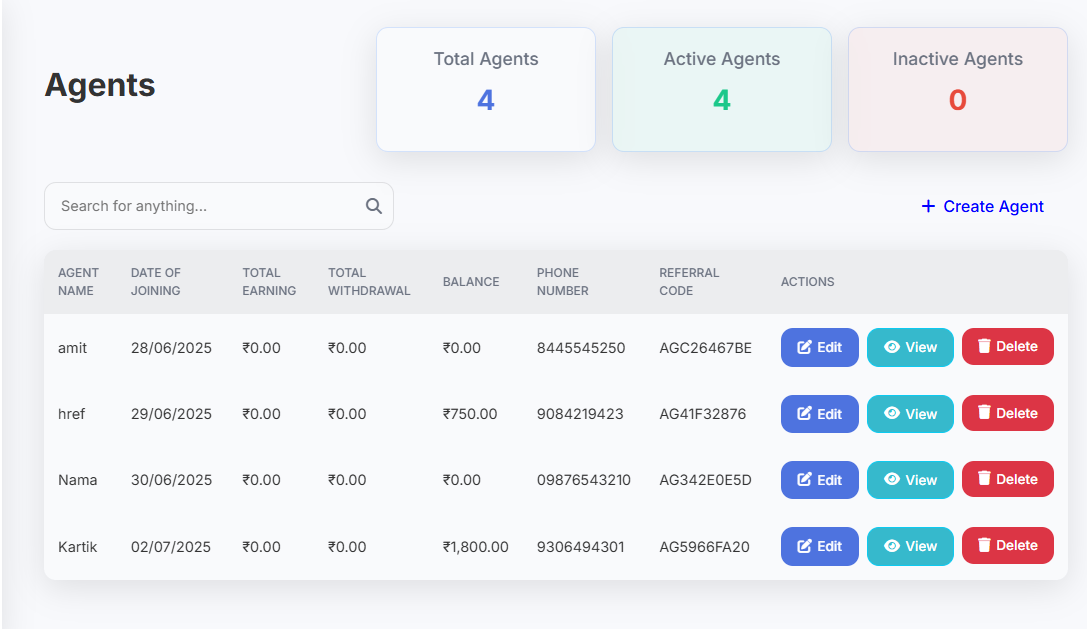 Agents
Total Agents
4
Active Agents
4
Inactive Agents
0
Search for anything...
+ Create Agent
AGENT NAME DATE OF JOINING TOTAL EARNING TOTAL WITHDRAWAL BALANCE PHONE NUMBER REFERRAL CODE ACTIONS
amit 28/06/2025 ₹0.00 ₹0.00 ₹0.00 8445545250 AGC26467BE Edit View Delete
href 29/06/2025 ₹0.00 ₹0.00 ₹750.00 9084219423 AG41F32876 Edit View Delete
Nama 30/06/2025 ₹0.00 ₹0.00 ₹0.00 09876543210 AG342E0E5D Edit View Delete
Kartik 02/07/2025 ₹0.00 ₹0.00 ₹1,800.00 9306494301 AG5966FA20 Edit View Delete